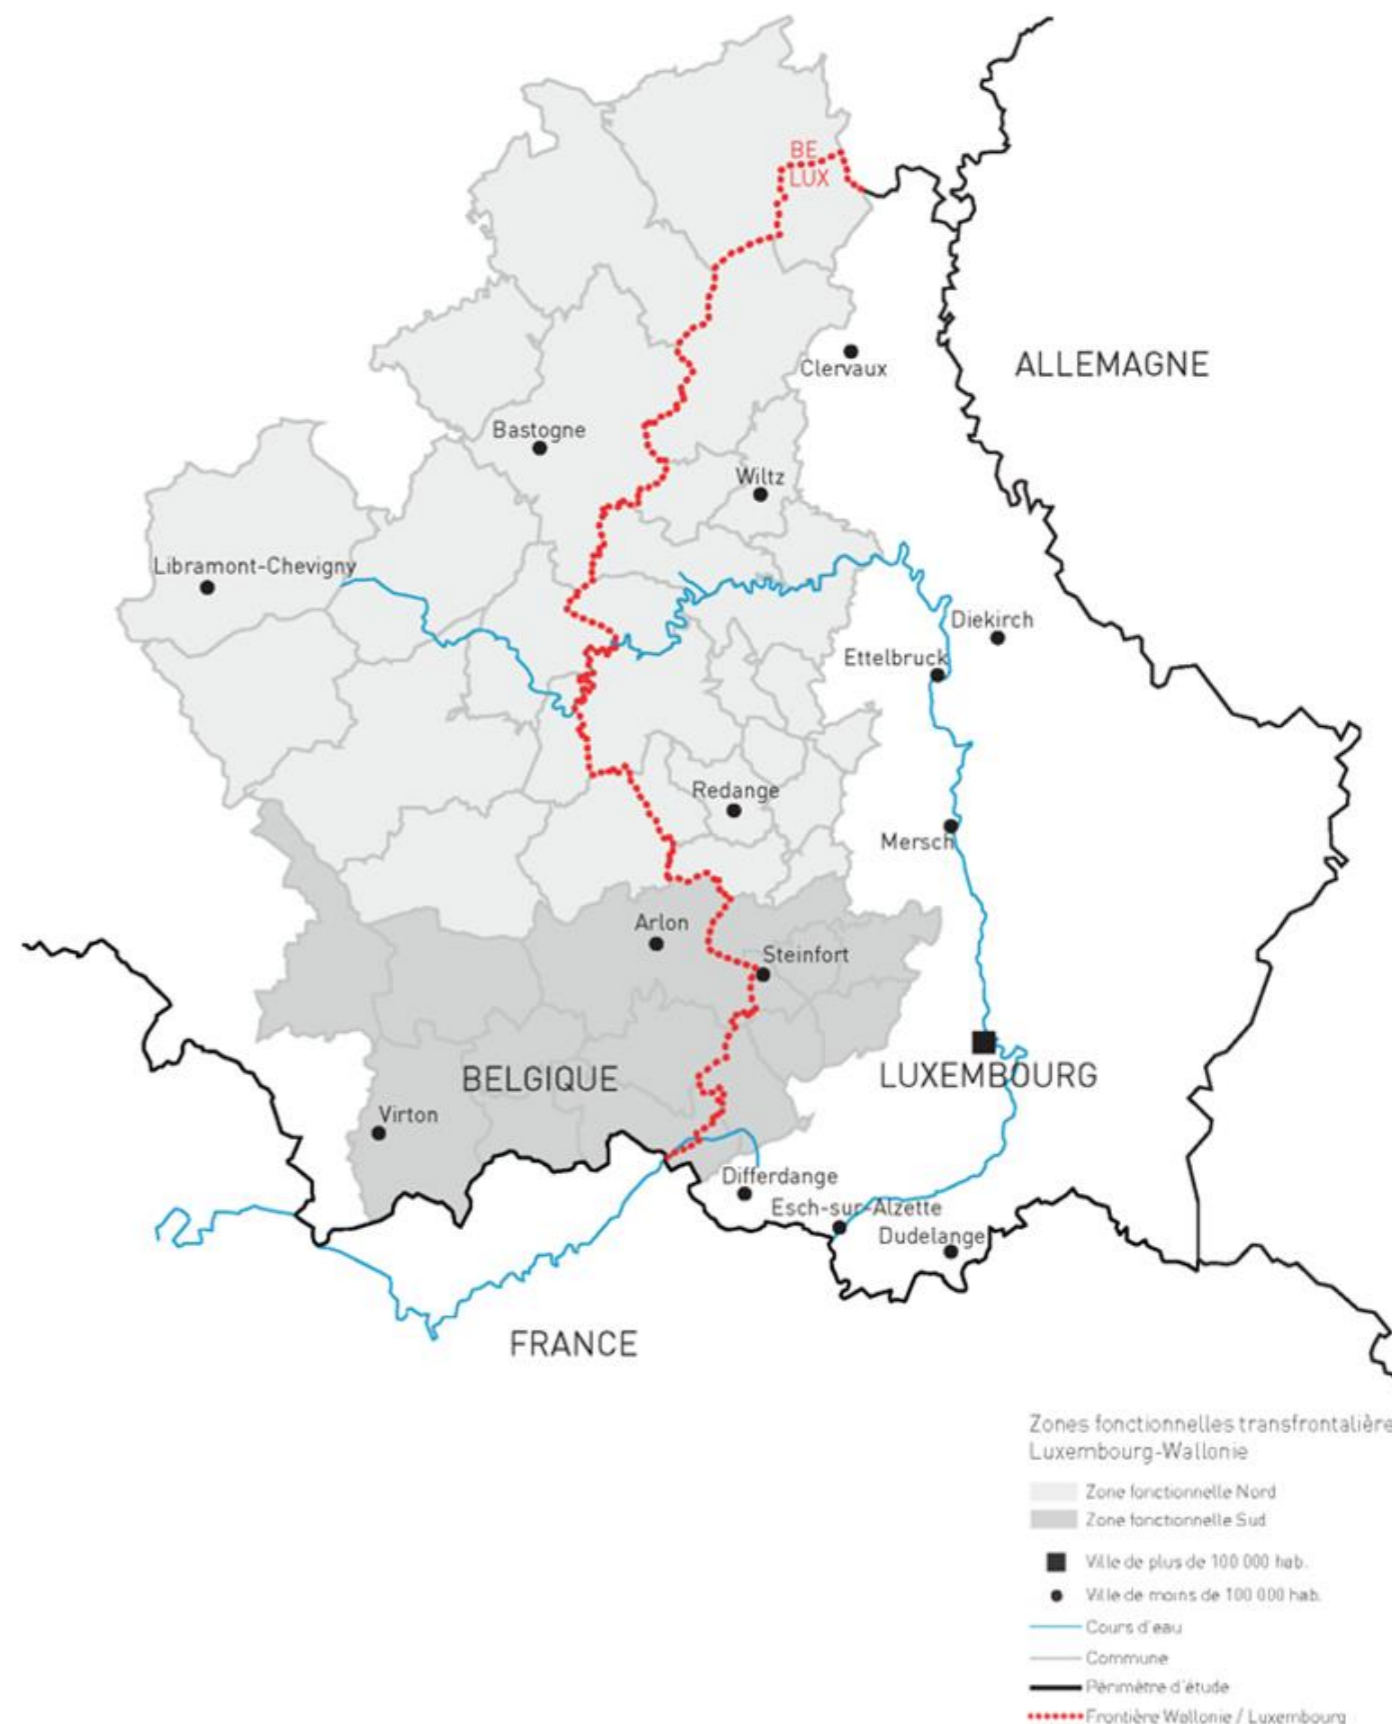 BE
LUX
ALLEMAGNE
Clervaux
Bastogne
Wiltz
Libramont-Chevigny
Diekirch
Ettelbruck
Redange
Mersch
Arlon
Steinfort
BELGIQUE
LUXEMBOURG
Virton
Differdange
Esch-sur-Alzette
Dudelange
FRANCE
Zones fonctionnelles transfrontalière
Luxembourg-Wallonie
Zone fonctionnelle Nord
Zone fonctionnelle Sud
Ville de plus de 100 000 hab.
Ville de moins de 100 000 hab.
Cours d'eau
Commune
Périmètre d'étude
Frontière Wallonie / Luxembourg